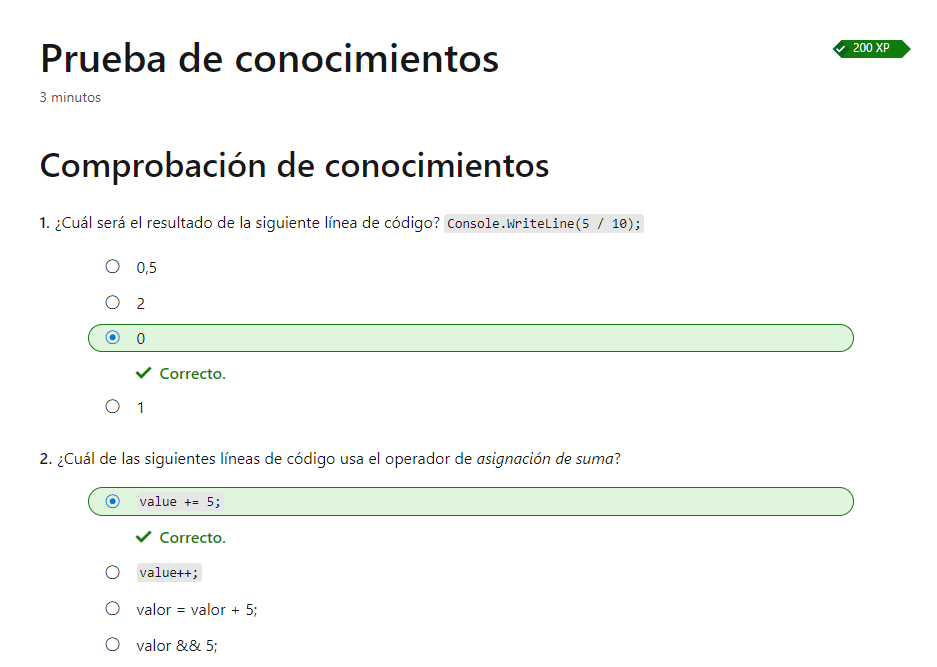 Prueba de conocimientos
200 XP
3 minutos
Comprobación de conocimientos
1. ¿Cuál será el resultado de la siguiente línea de código? Console.WriteLine(5 / 10);
0,5
2
0
Correcto.
1
2. ¿Cuál de las siguientes líneas de código usa el operador de asignación de suma?
value += 5;
Correcto.
value++;
valor = valor + 5;
valor && 5;